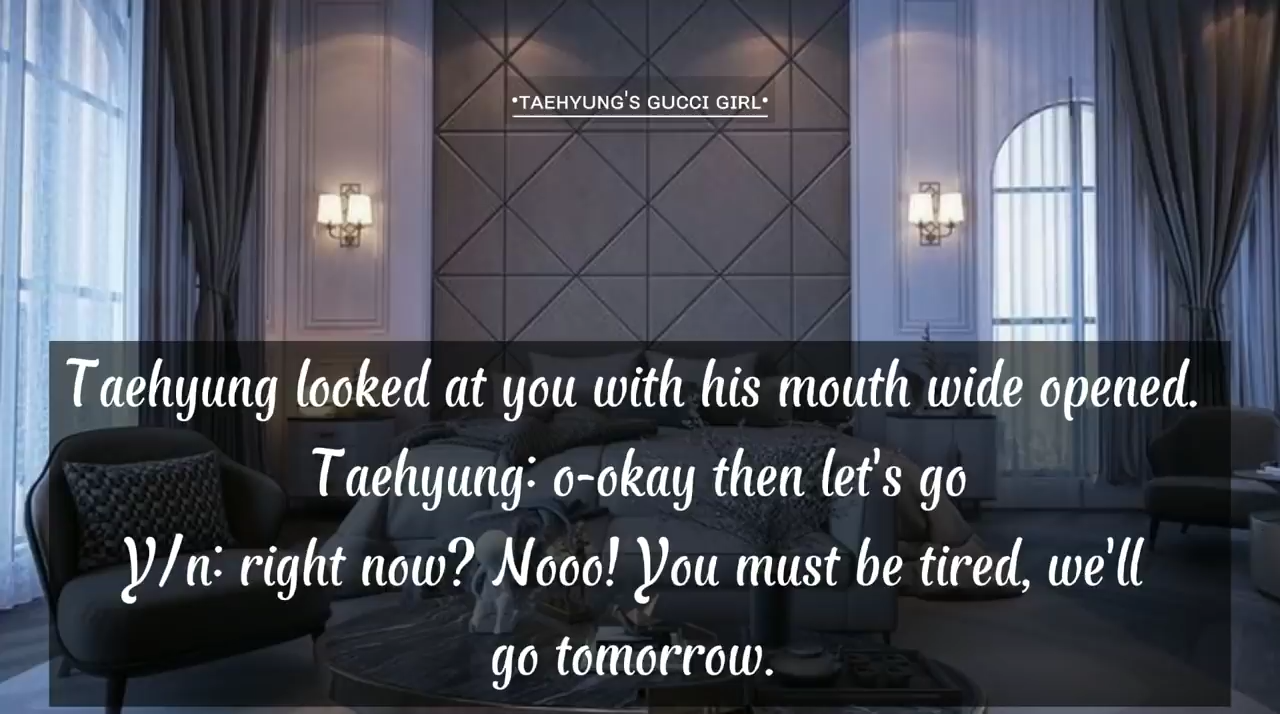 •TAEHYUNG'S GUCCI GIRL•
Taehyung looked at you with his mouth wide opened.
Taehyung: o-okay then let's go
Y/n: right now? Nooo! You must be tired, we'll
go tomorrow.